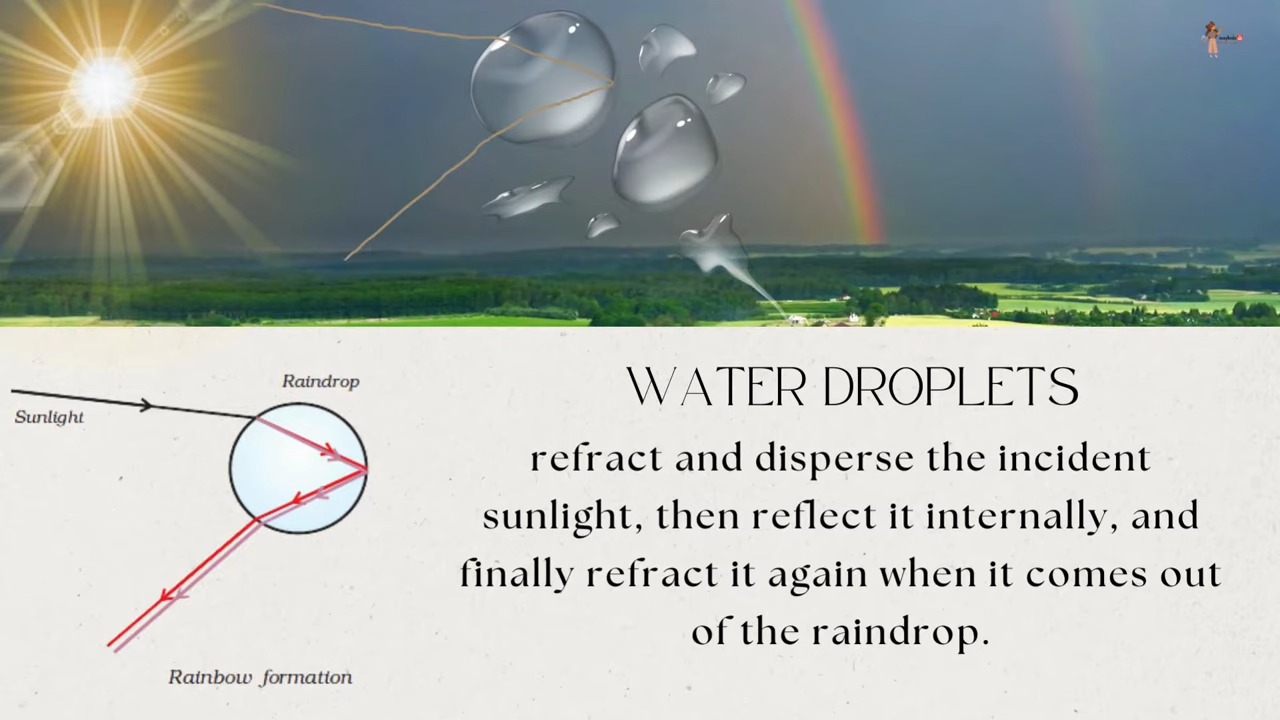 Raindrop
Sunlight
Rainbow formation
WATER DROPLETS
refract and disperse the incident
sunlight, then reflect it internally, and
finally refract it again when it comes out
of the raindrop.